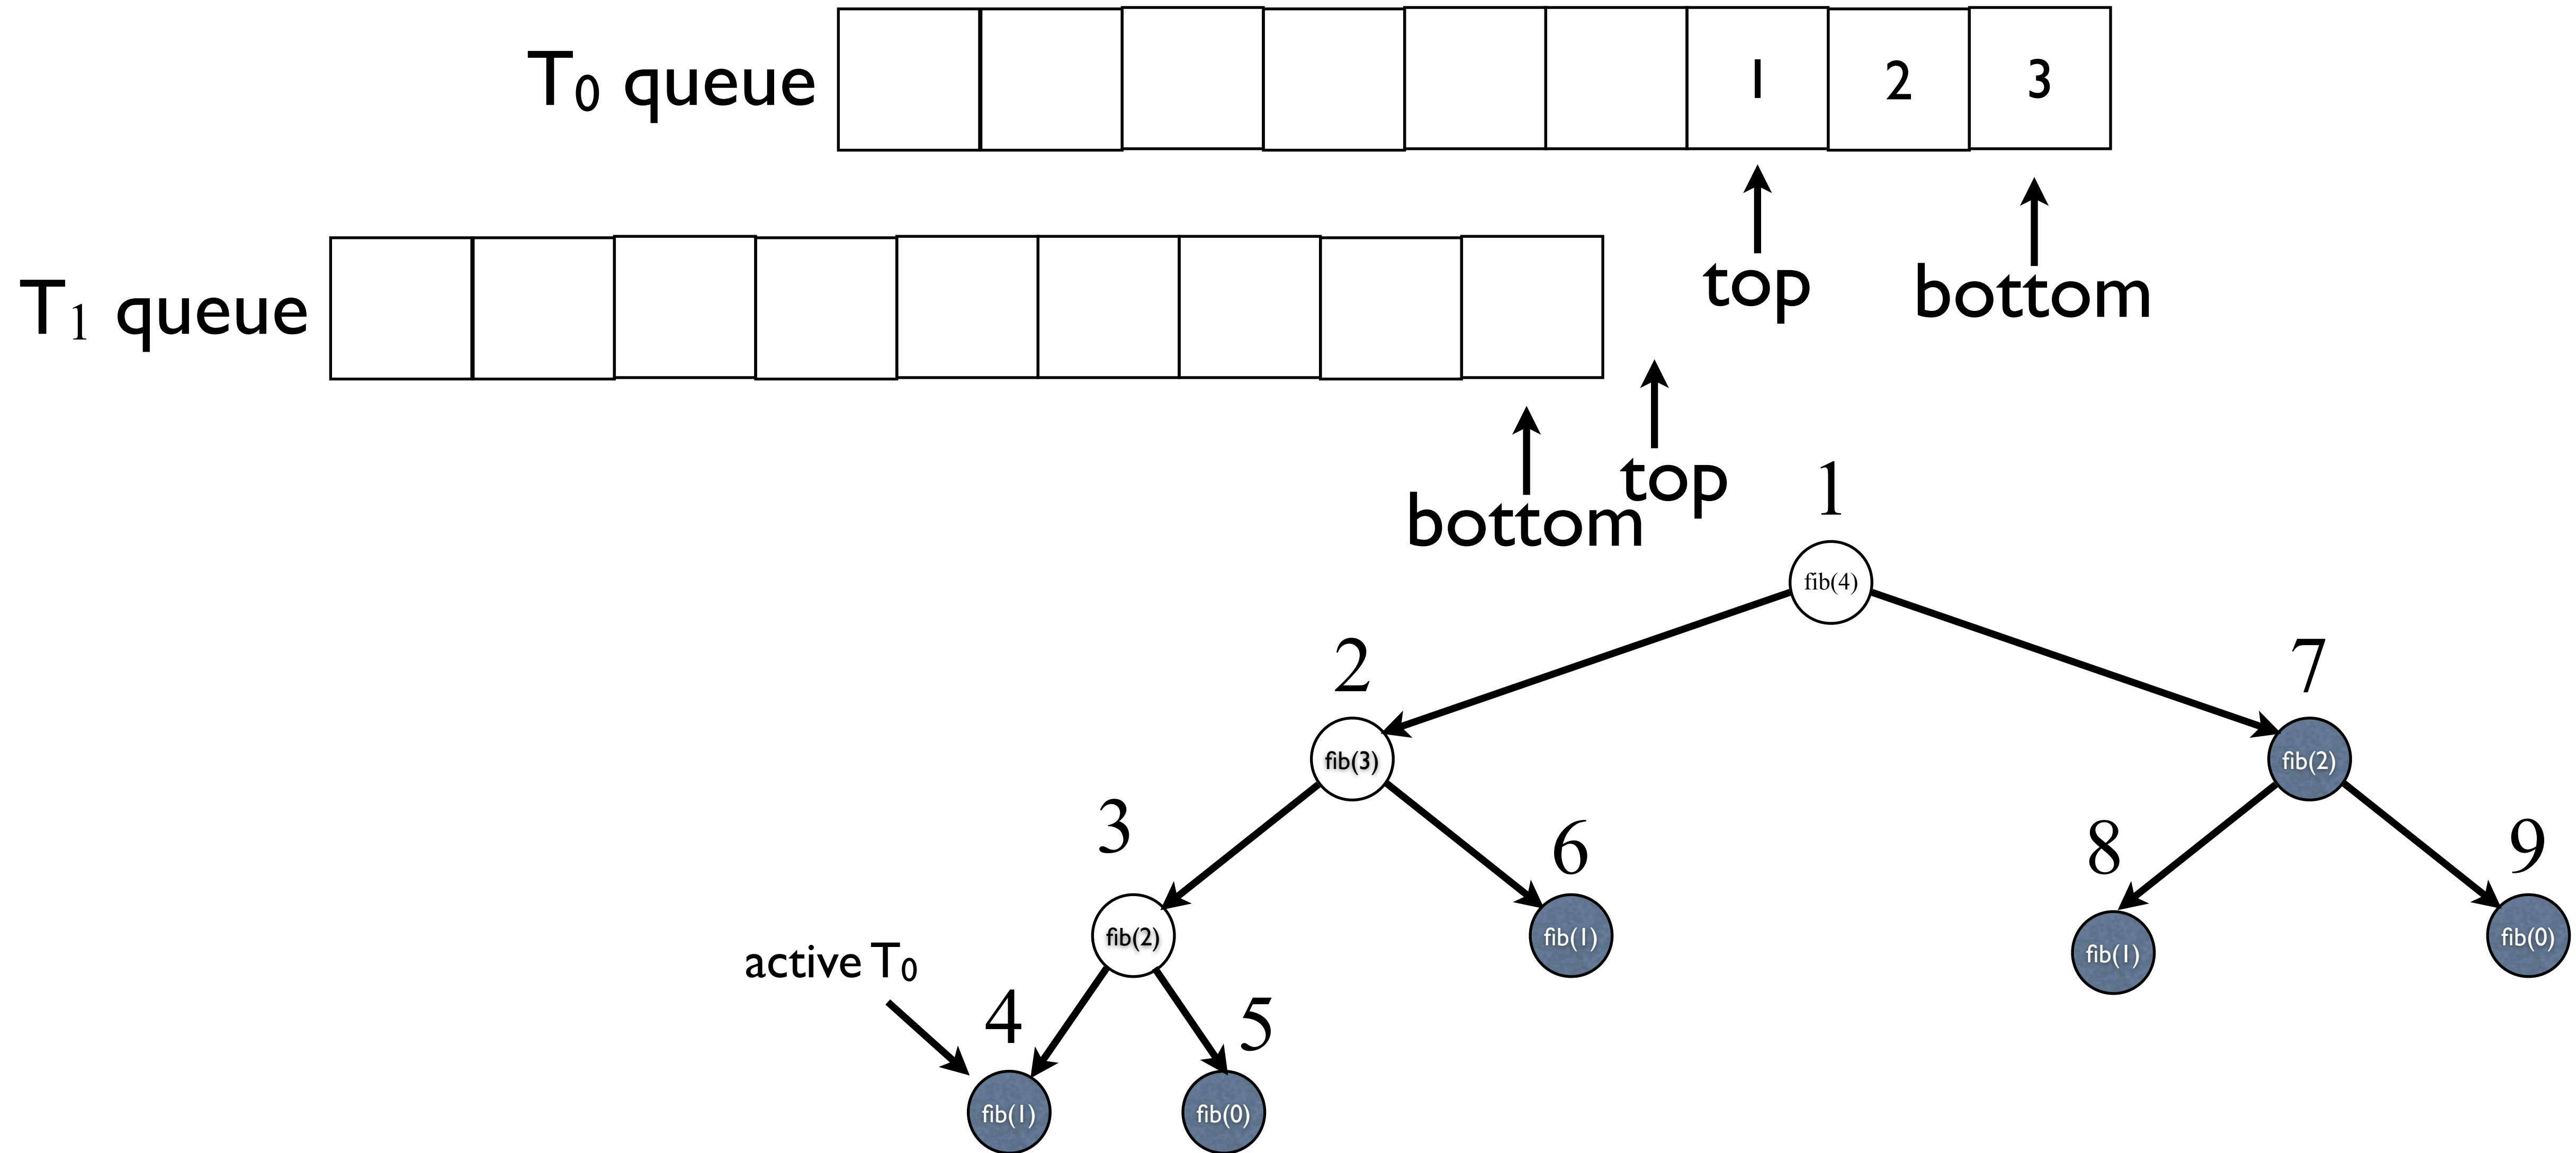 T0 queue
1 2 3
top bottom
T1 queue
top
bottom
1
fib(4)
2 7
fib(3) fib(2)
3 6 8 9
fib(2) fib(1) fib(1) fib(0)
active T0
4 5
fib(1) fib(0)